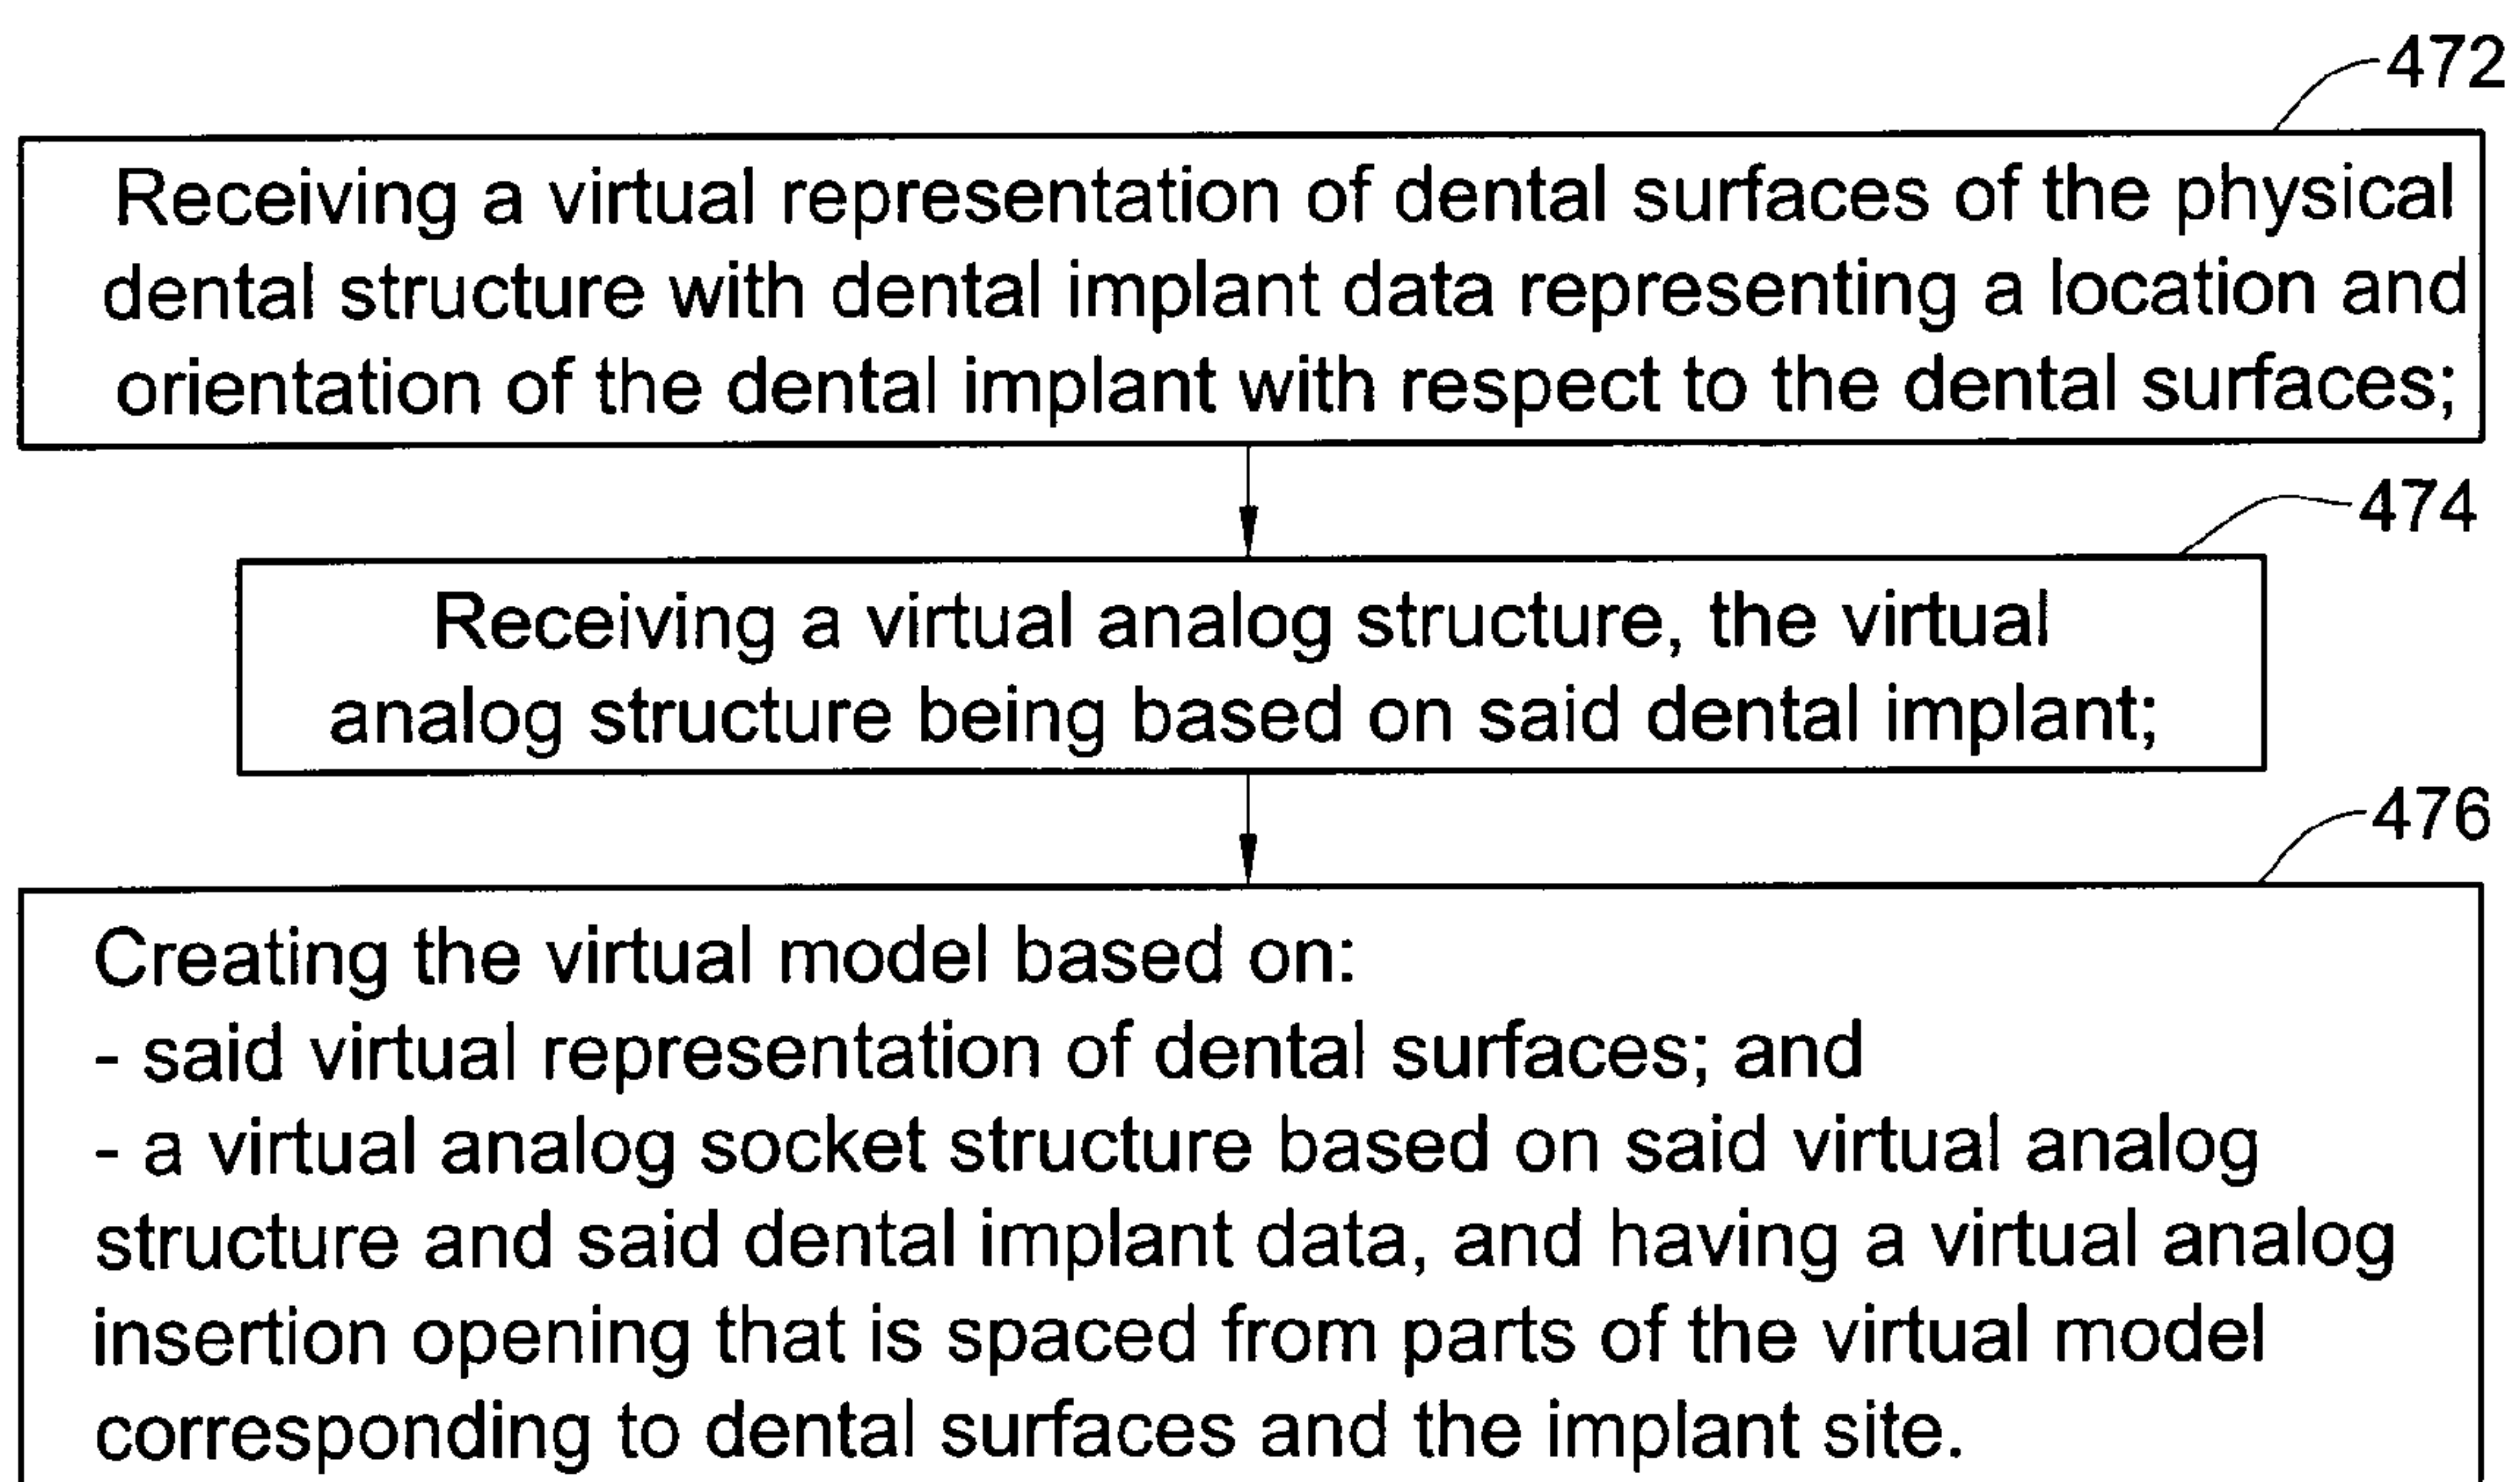 472
Receiving a virtual representation of dental surfaces of the physical
dental structure with dental implant data representing a location and
orientation of the dental implant with respect to the dental surfaces;
474
Receiving a virtual analog structure, the virtual
analog structure being based on said dental implant;
476
Creating the virtual model based on:
- said virtual representation of dental surfaces; and
- a virtual analog socket structure based on said virtual analog
structure and said dental implant data, and having a virtual analog
insertion opening that is spaced from parts of the virtual model
corresponding to dental surfaces and the implant site.